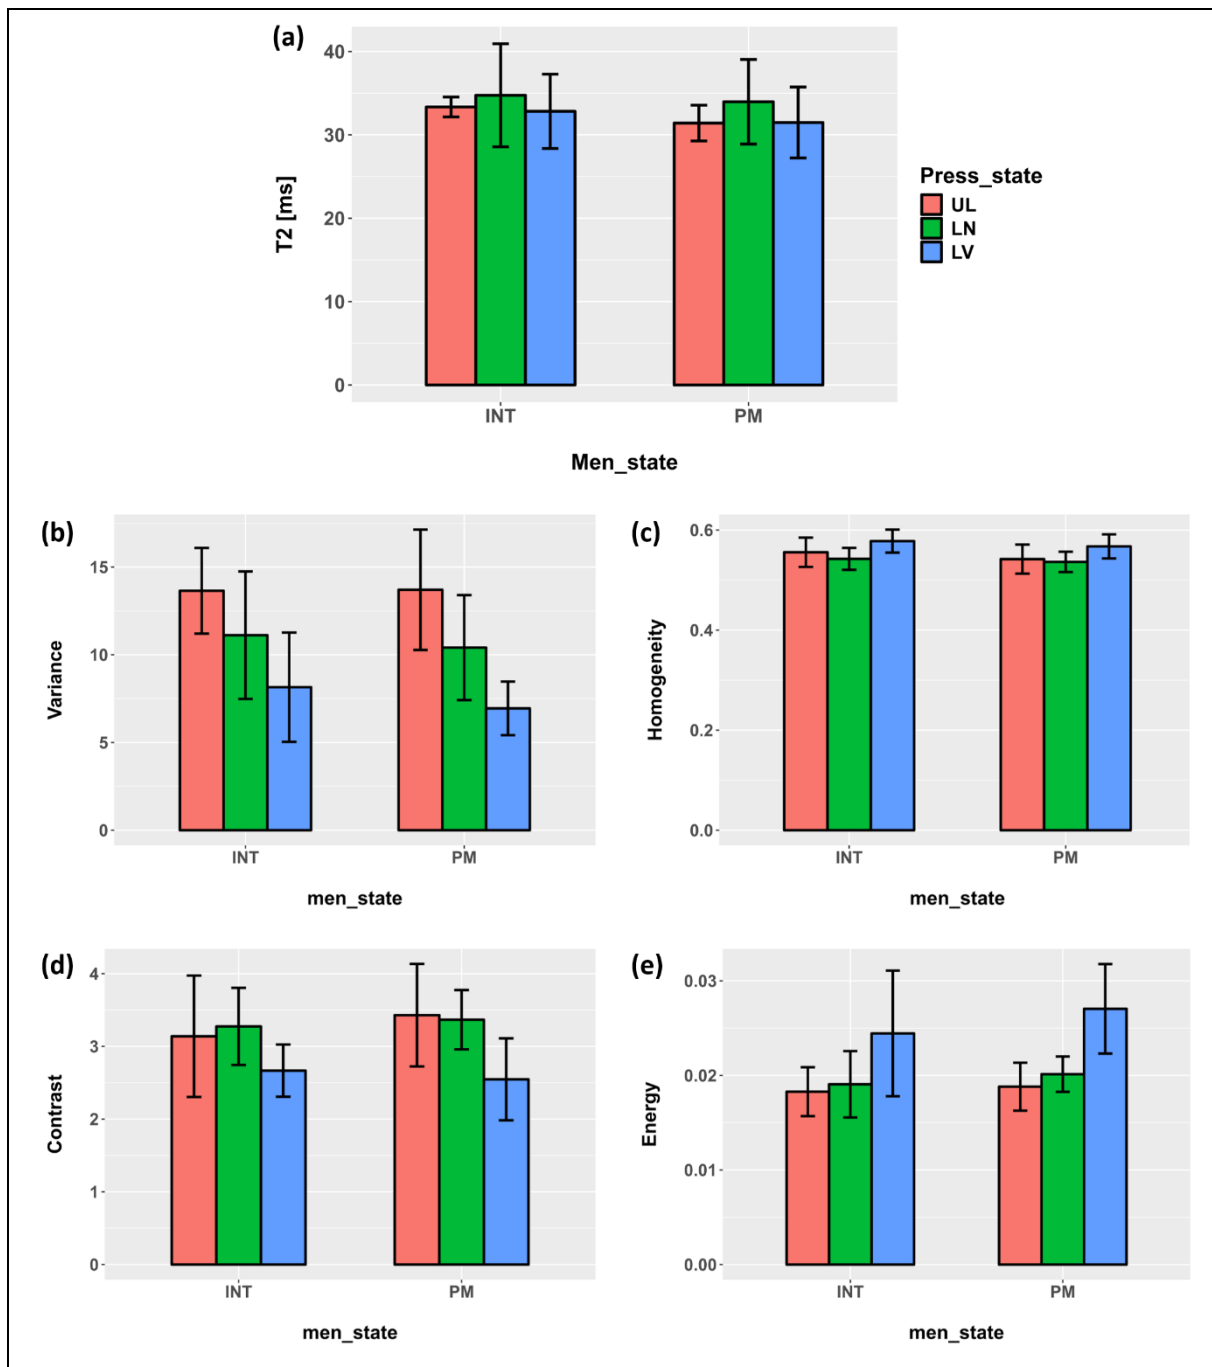 (a)
T2 [ms]
40
30
20
10
0
INT PM
Men_state
Press_state
UL
LN
LV
(b)
Variance
15
10
5
0
INT PM
men_state
(c)
Homogeneity
0.6
0.4
0.2
0.0
INT PM
men_state
(d)
Contrast
4
3
2
1
0
INT PM
men_state
(e)
Energy
0.03
0.02
0.01
0.00
INT PM
men_state